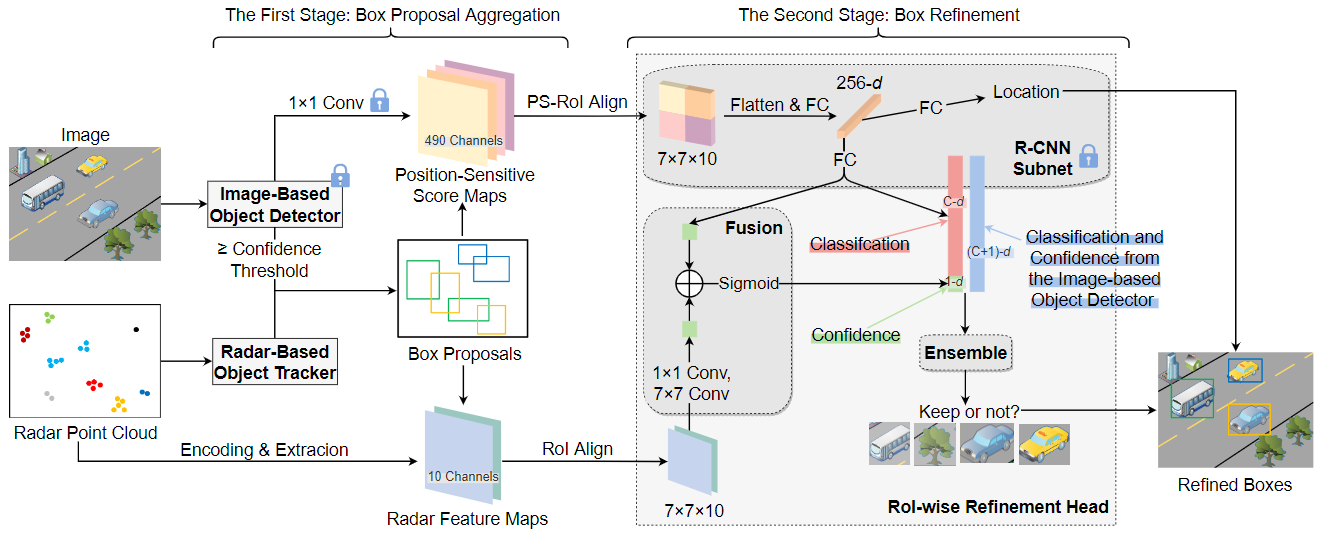 The First Stage: Box Proposal Aggregation
The Second Stage: Box Refinement
Image
1×1 Conv
490 Channels
Position-Sensitive
Score Maps
PS-RoI Align
7×7×10
Flatten & FC
256-d
FC
Location
FC
R-CNN
Subnet
Image-Based
Object Detector
≥ Confidence
Threshold
Box Proposals
Radar-Based
Object Tracker
Radar Point Cloud
Encoding & Extracion
10 Channels
Radar Feature Maps
RoI Align
7×7×10
Fusion
Sigmoid
1×1 Conv,
7×7 Conv
C-d
(C+1)-d
1-d
Classifcation
Confidence
Classification and
Confidence from
the Image-based
Object Detector
Ensemble
Keep or not?
RoI-wise Refinement Head
Refined Boxes